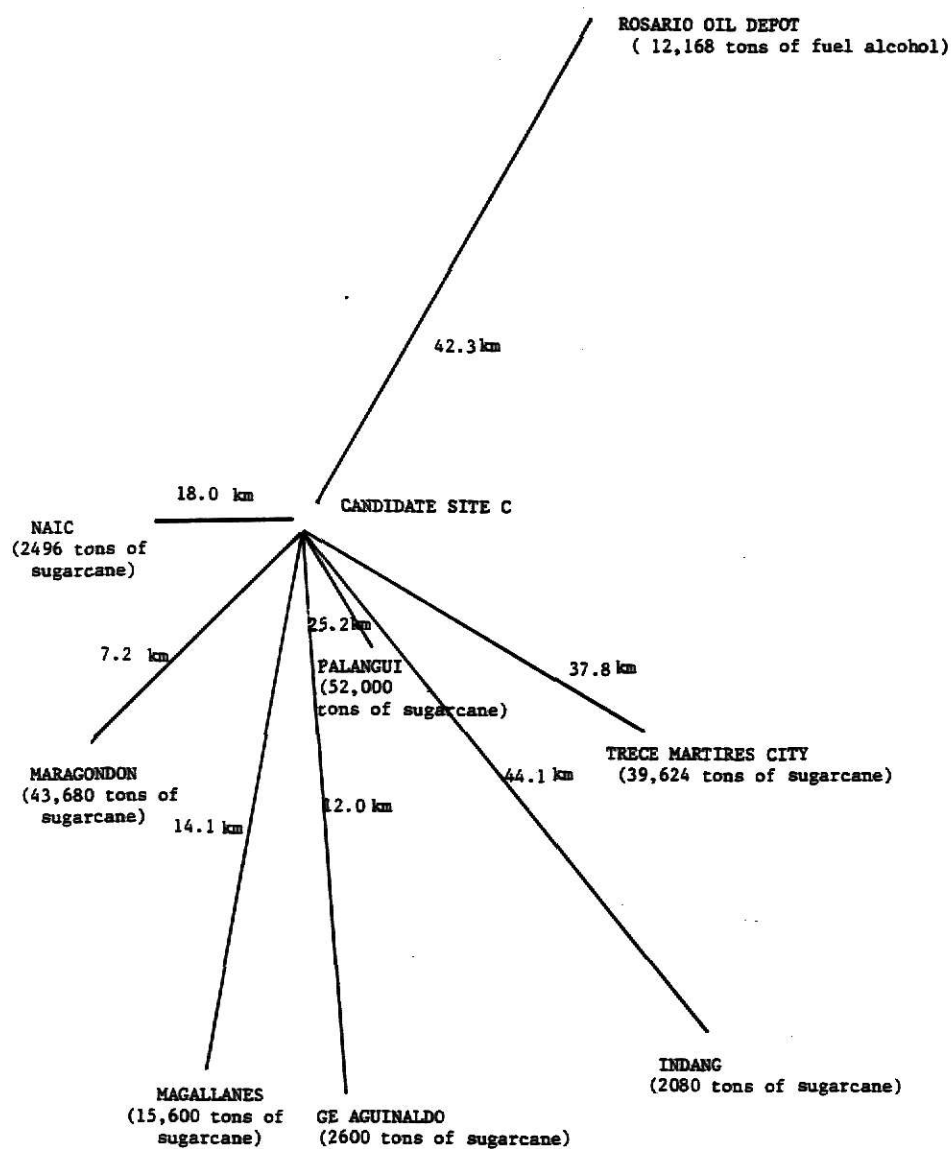 ROSARIO OIL DEPOT
( 12,168 tons of fuel alcohol)
42.3 km
18.0 km
CANDIDATE SITE C
NAIC
(2496 tons of
sugarcane)
25.2 km
7.2 km
PALANGUI
(52,000
tons of sugarcane)
37.8 km
MARAGONDON
(43,680 tons of
sugarcane)
TRECE MARTIRES CITY
(39,624 tons of sugarcane)
44.1 km
12.0 km
14.1 km
INDANG
(2080 tons of sugarcane)
MAGALLANES
(15,600 tons of
sugarcane)
GE AGUINALDO
(2600 tons of sugarcane)